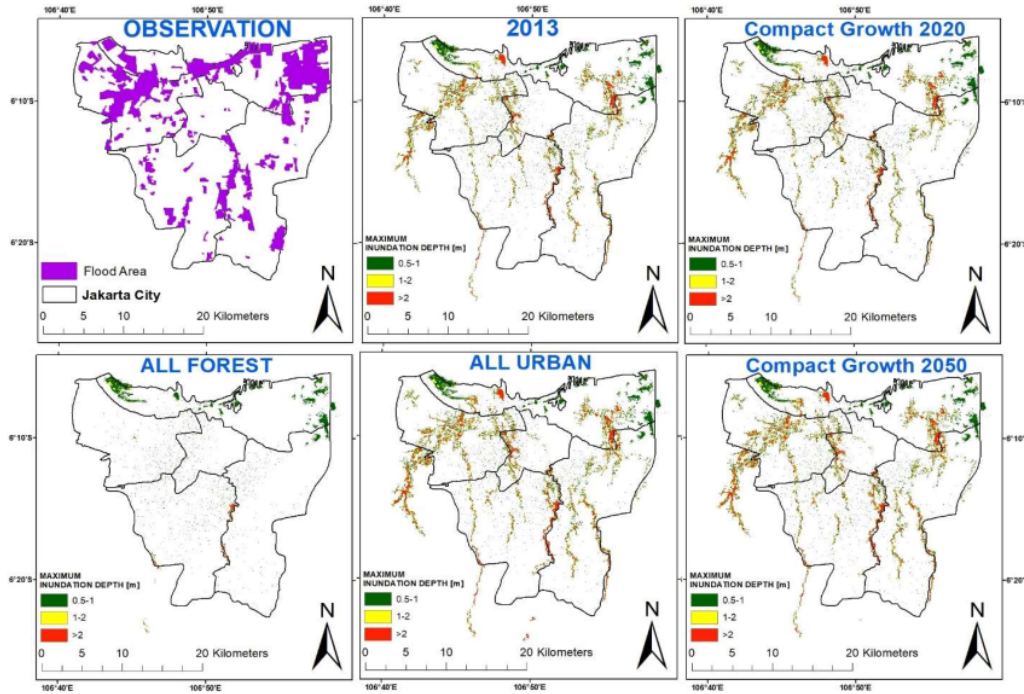 106°40'E 106°50'E
106°40'E 106°50'E
106°40'E 106°50'E
OBSERVATION
2013
Compact Growth 2020
6°10'S
6°10'S
6°10'S
6°20'S
6°20'S
6°20'S
Flood Area
Jakarta City
N
0 5 10 20 Kilometers
MAXIMUM
INUNDATION DEPTH [m]
0.5-1
1-2
>2
N
0 5 10 20 Kilometers
MAXIMUM
INUNDATION DEPTH [m]
0.5-1
1-2
>2
N
0 5 10 20 Kilometers
ALL FOREST
ALL URBAN
Compact Growth 2050
6°10'S
6°10'S
6°10'S
6°20'S
6°20'S
6°20'S
MAXIMUM
INUNDATION DEPTH [m]
0.5-1
1-2
>2
N
0 5 10 20 Kilometers
MAXIMUM
INUNDATION DEPTH [m]
0.5-1
1-2
>2
N
0 5 10 20 Kilometers
MAXIMUM
INUNDATION DEPTH [m]
0.5-1
1-2
>2
N
0 5 10 20 Kilometers
106°40'E 106°50'E
106°40'E 106°50'E
106°40'E 106°50'E